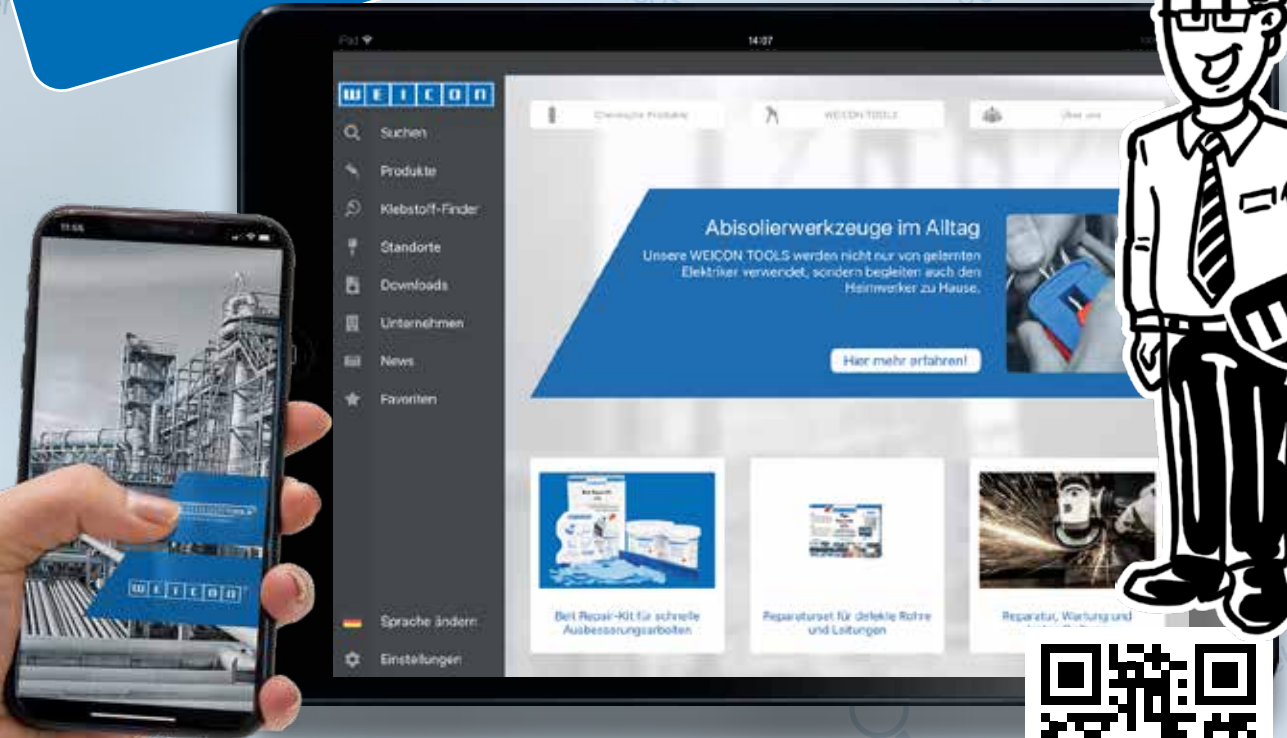 iPad
14:07
WEICON
Suchen
Produkte
Klebstoff-Finder
Standorte
Downloads
Unternehmen
News
Favoriten
Sprache ändern
Einstellungen
Chemische Produkte
WEICON TOOLS
Über uns
Abisolierwerkzeuge im Alltag
Unsere WEICON TOOLS werden nicht nur von gelernten
Elektriker verwendet, sondern begleiten auch den
Heimwerker zu Hause.
Hier mehr erfahren!
Belt Repair-Kit für schnelle
Ausbesserungsarbeiten
Reparaturset für defekte Rohre
und Leitungen
Reparatur, Wartung und
WEICON